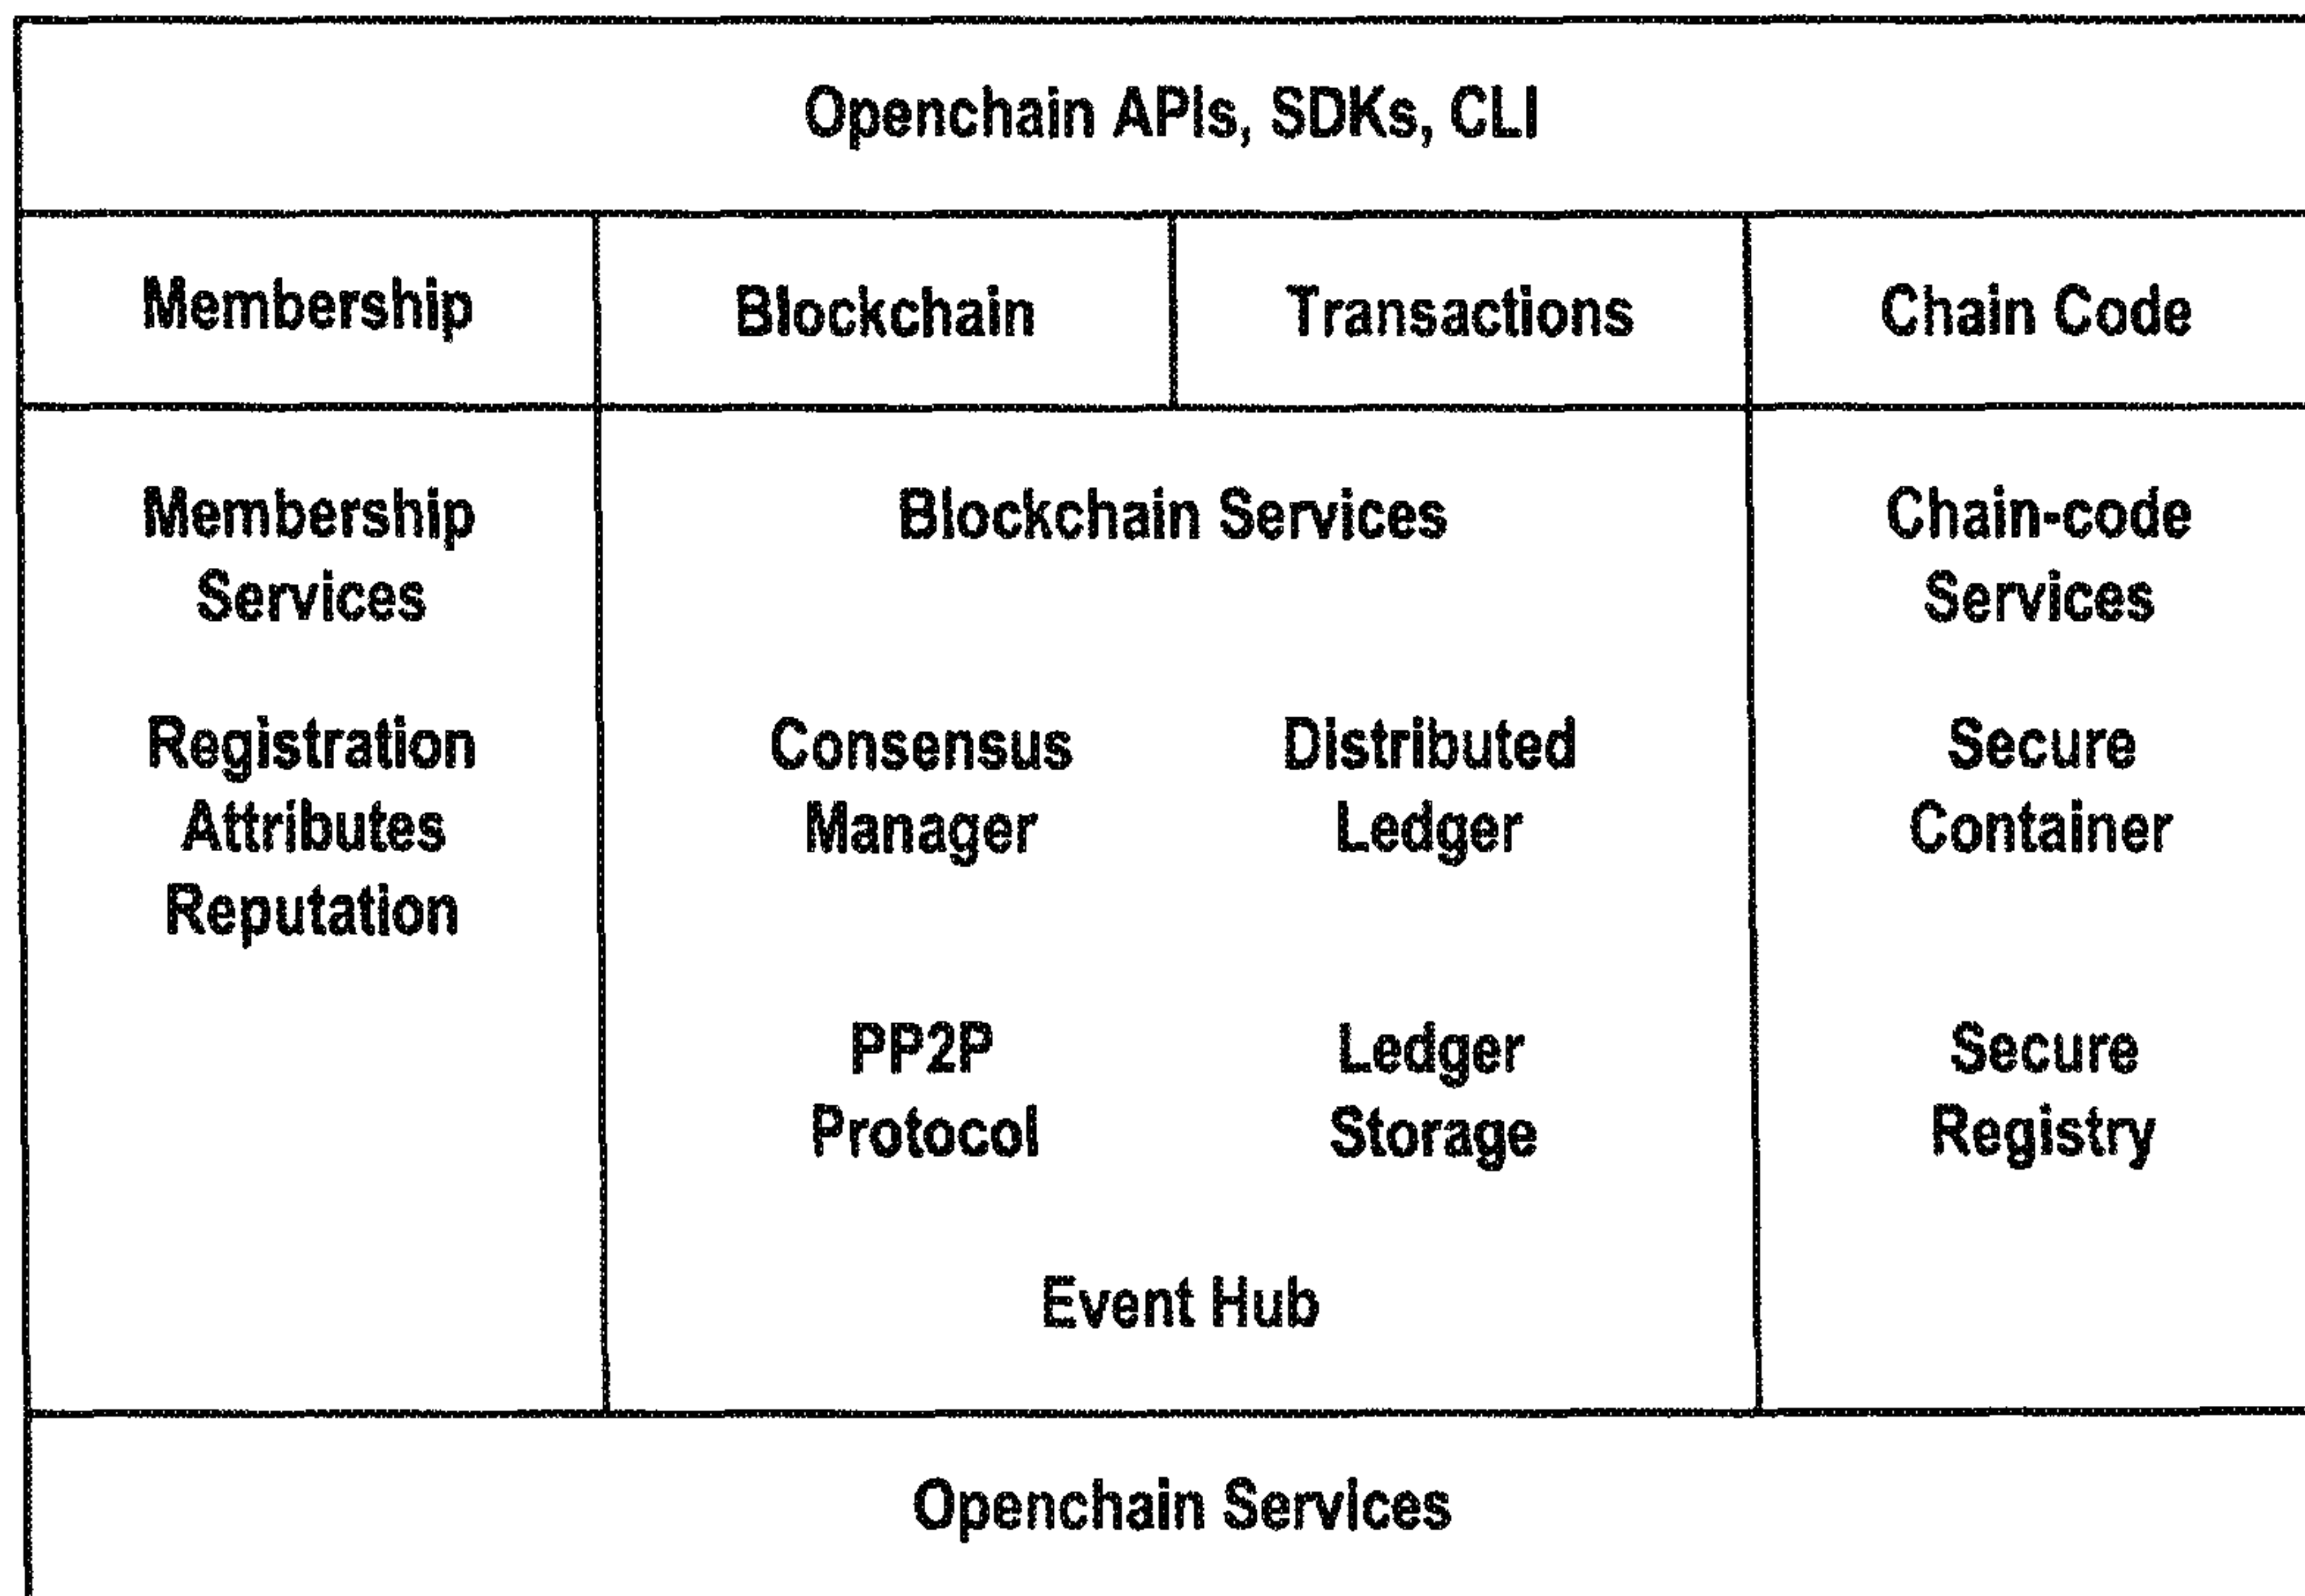 Openchain APIs, SDKs, CLI
Membership
Blockchain
Transactions
Chain Code
Membership
Services
Registration
Attributes
Reputation
Blockchain Services
Consensus
Manager
Distributed
Ledger
PP2P
Protocol
Ledger
Storage
Event Hub
Chain-code
Services
Secure
Container
Secure
Registry
Openchain Services